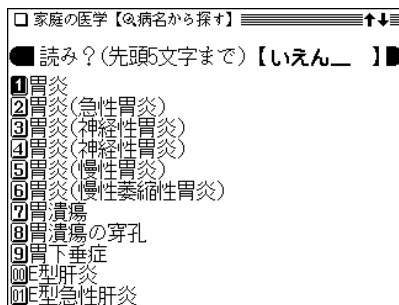 家庭の医学【病名から探す】 ↑↓
読み?(先頭5文字まで)【いえん＿ 】
1胃炎
2胃炎(急性胃炎)
3胃炎(神経性胃炎)
4胃炎(神経性胃炎)
5胃炎(慢性胃炎)
6胃炎(慢性萎縮性胃炎)
7胃潰瘍
8胃潰瘍の穿孔
9胃下垂症
00E型肝炎
01E型急性肝炎